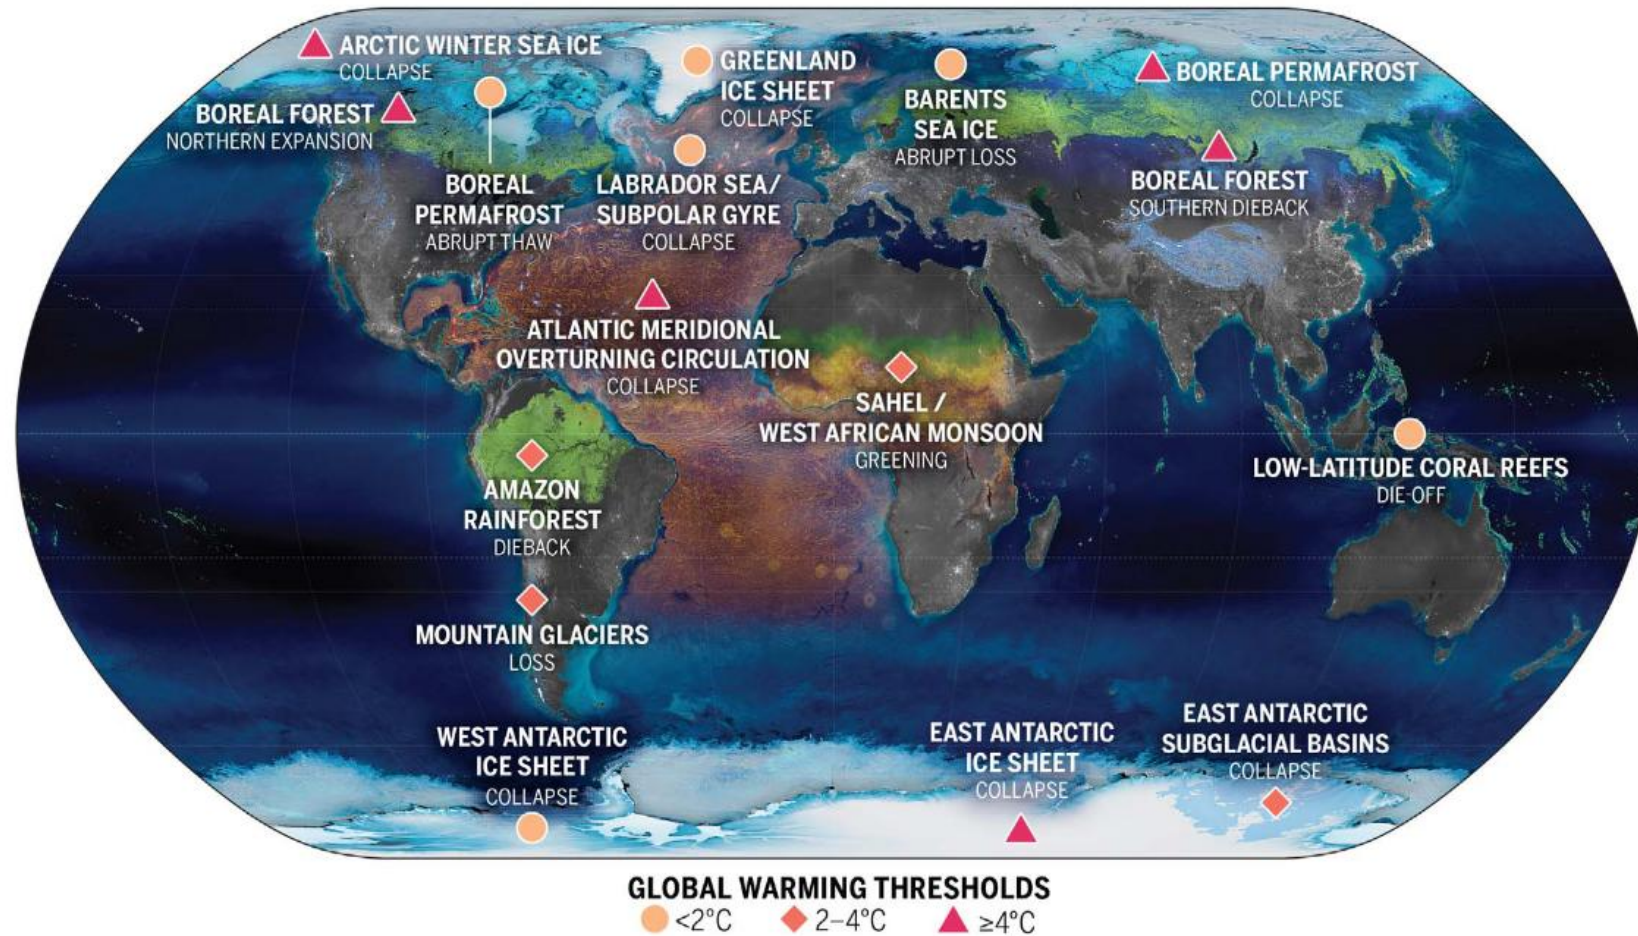 ARCTIC WINTER SEA ICE
COLLAPSE
GREENLAND
ICE SHEET
COLLAPSE
BARENTS
SEA ICE
ABRUPT LOSS
BOREAL PERMAFROST
COLLAPSE
BOREAL FOREST
NORTHERN EXPANSION
BOREAL
PERMAFROST
ABRUPT THAW
LABRADOR SEA/
SUBPOLAR GYRE
COLLAPSE
BOREAL FOREST
SOUTHERN DIEBACK
ATLANTIC MERIDIONAL
OVERTURNING CIRCULATION
COLLAPSE
SAHEL /
WEST AFRICAN MONSOON
GREENING
LOW-LATITUDE CORAL REEFS
DIE-OFF
AMAZON
RAINFOREST
DIEBACK
MOUNTAIN GLACIERS
LOSS
WEST ANTARCTIC
ICE SHEET
COLLAPSE
EAST ANTARCTIC
ICE SHEET
COLLAPSE
EAST ANTARCTIC
SUBGLACIAL BASINS
COLLAPSE
GLOBAL WARMING THRESHOLDS
<2°C 2–4°C ≥4°C